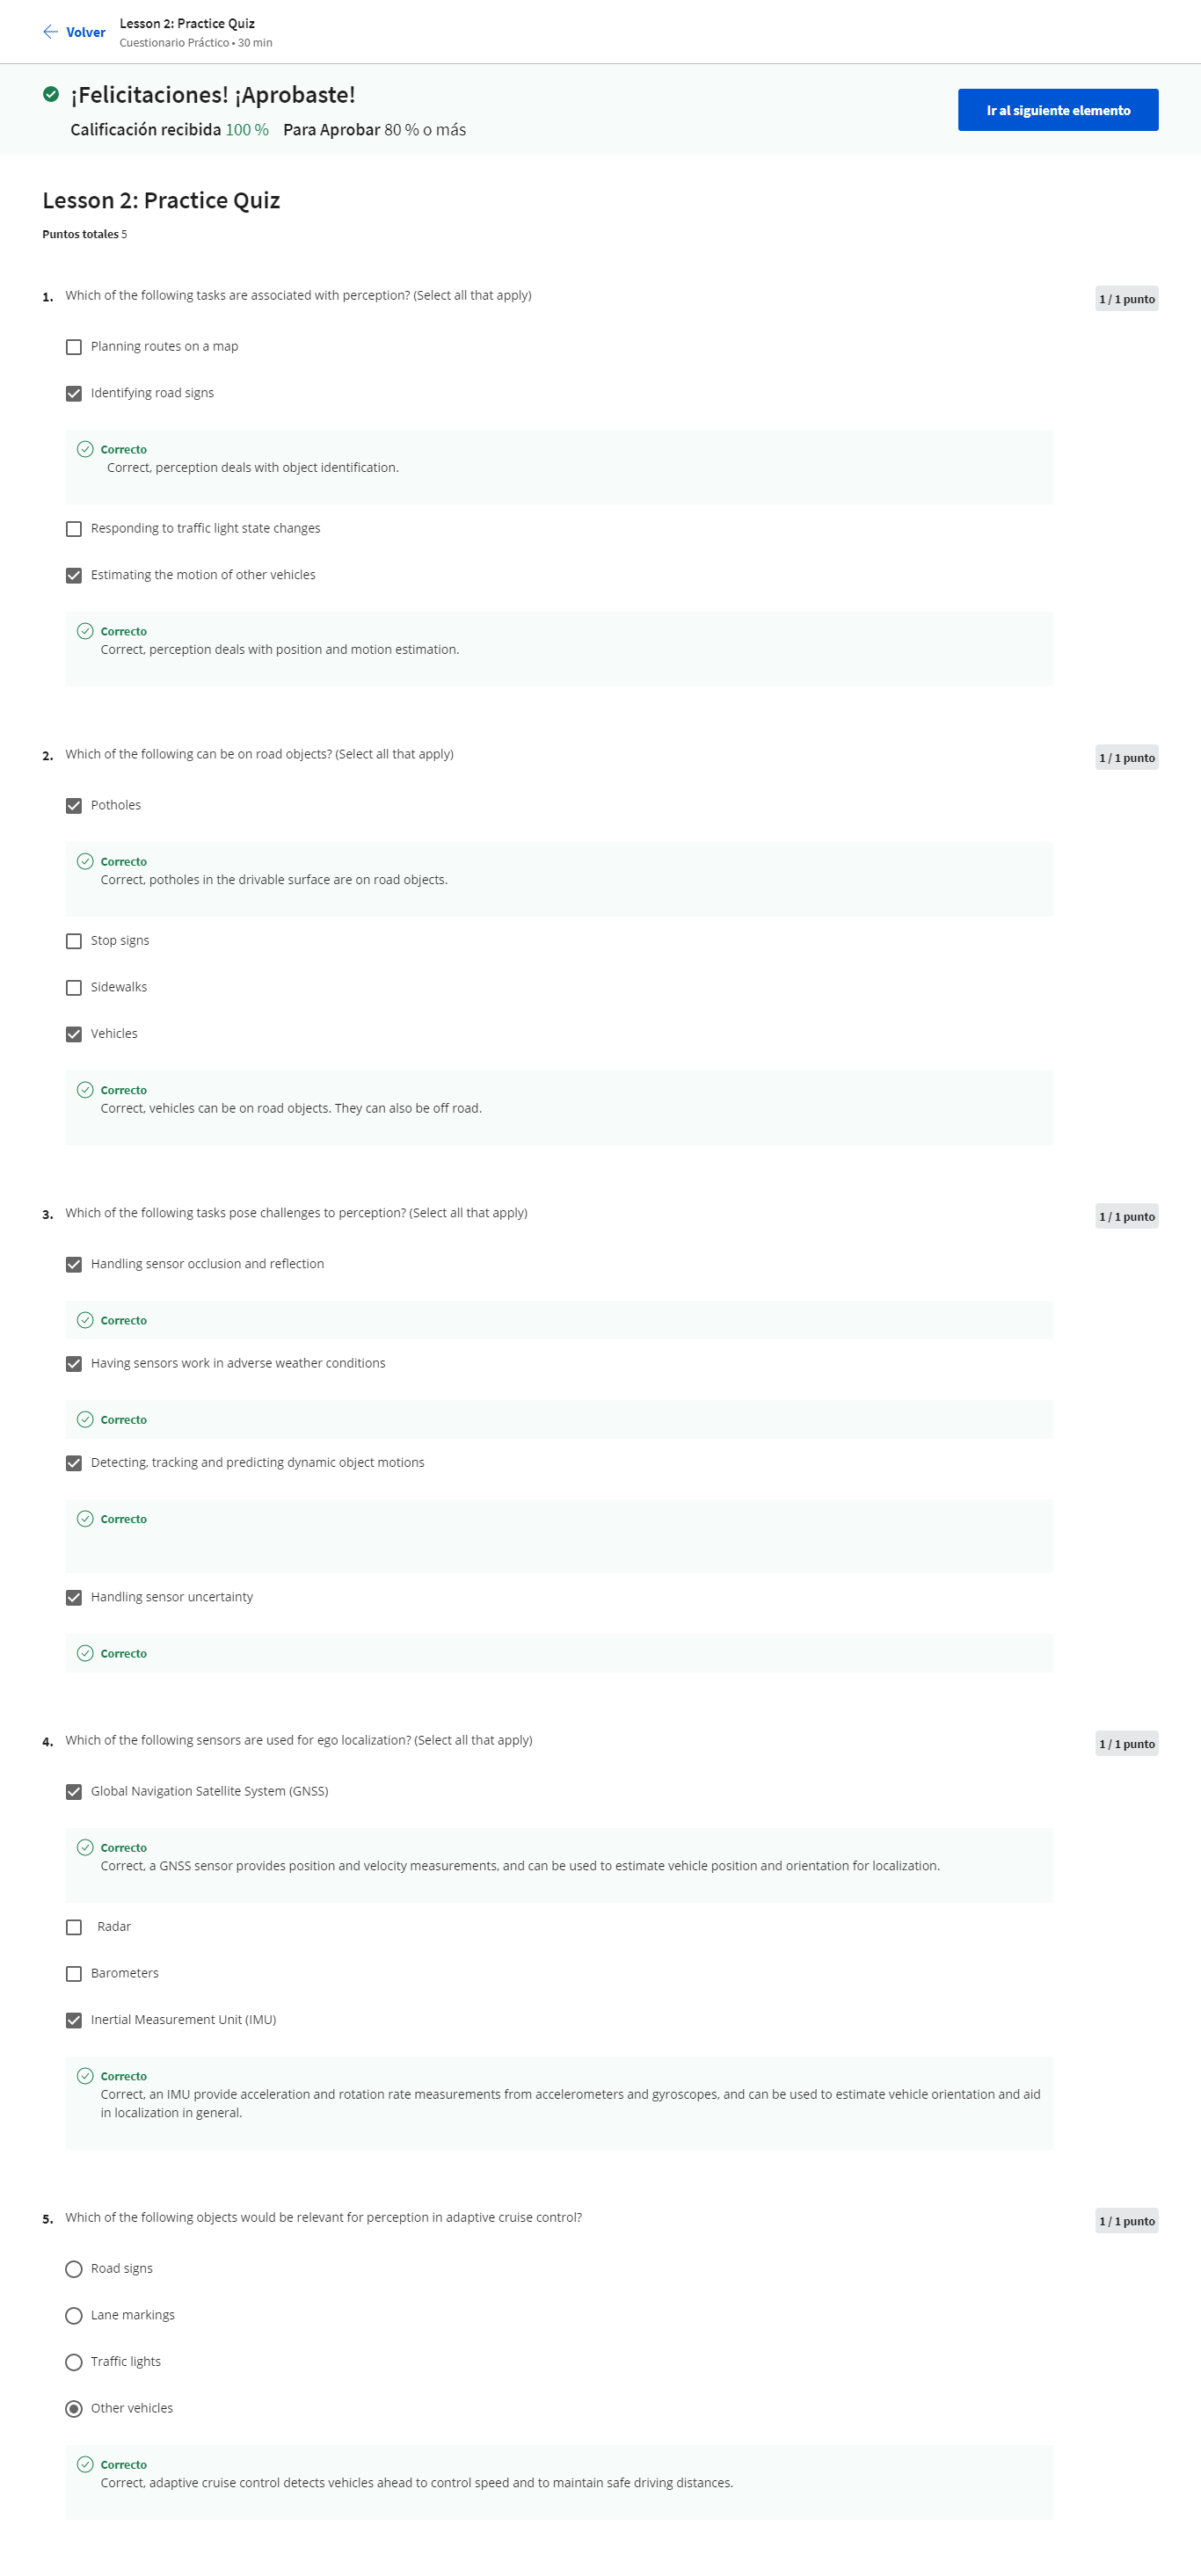 Volver
Lesson 2: Practice Quiz
Cuestionario Práctico • 30 min
¡Felicitaciones! ¡Aprobaste!
Calificación recibida 100 % Para Aprobar 80 % o más
Ir al siguiente elemento
Lesson 2: Practice Quiz
Puntos totales 5
1. Which of the following tasks are associated with perception? (Select all that apply)
1 / 1 punto
Planning routes on a map
Identifying road signs
Correcto
Correct, perception deals with object identification.
Responding to traffic light state changes
Estimating the motion of other vehicles
Correcto
Correct, perception deals with position and motion estimation.
2. Which of the following can be on road objects? (Select all that apply)
1 / 1 punto
Potholes
Correcto
Correct, potholes in the drivable surface are on road objects.
Stop signs
Sidewalks
Vehicles
Correcto
Correct, vehicles can be on road objects. They can also be off road.
3. Which of the following tasks pose challenges to perception? (Select all that apply)
1 / 1 punto
Handling sensor occlusion and reflection
Correcto
Having sensors work in adverse weather conditions
Correcto
Detecting, tracking and predicting dynamic object motions
Correcto
Handling sensor uncertainty
Correcto
4. Which of the following sensors are used for ego localization? (Select all that apply)
1 / 1 punto
Global Navigation Satellite System (GNSS)
Correcto
Correct, a GNSS sensor provides position and velocity measurements, and can be used to estimate vehicle position and orientation for localization.
Radar
Barometers
Inertial Measurement Unit (IMU)
Correcto
Correct, an IMU provide acceleration and rotation rate measurements from accelerometers and gyroscopes, and can be used to estimate vehicle orientation and aid
in localization in general.
5. Which of the following objects would be relevant for perception in adaptive cruise control?
1 / 1 punto
Road signs
Lane markings
Traffic lights
Other vehicles
Correcto
Correct, adaptive cruise control detects vehicles ahead to control speed and to maintain safe driving distances.